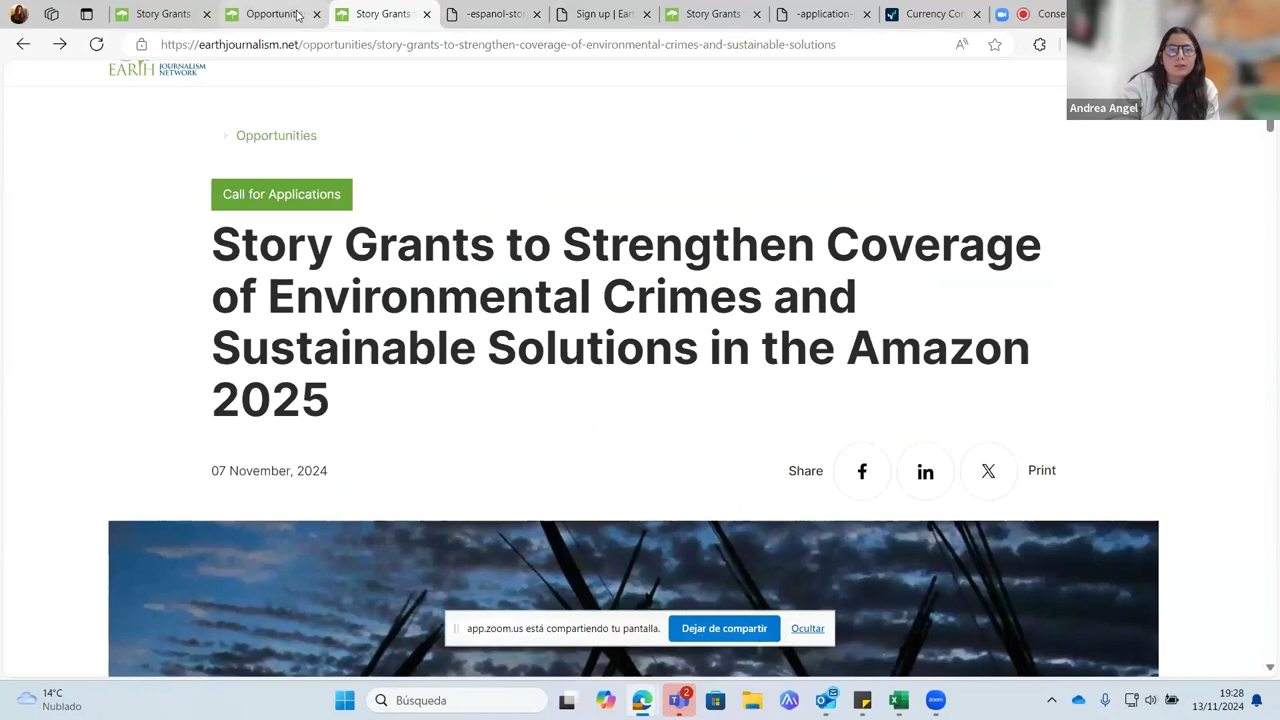 Story Grants
Opportuniti
Story Grants
-espanol-sto
Sign up | Eart
Story Grants
-application-
Currency Co
Conse
https://earthjournalism.net/opportunities/story-grants-to-strengthen-coverage-of-environmental-crimes-and-sustainable-solutions
Andrea Angel
EARTH JOURNALISM
NETWORK
Opportunities
Call for Applications
Story Grants to Strengthen Coverage
of Environmental Crimes and
Sustainable Solutions in the Amazon
2025
07 November, 2024
Share
Print
app.zoom.us está compartiendo tu pantalla.
Dejar de compartir
Ocultar
14°C
Nublado
Búsqueda
2
zoom
19:28
13/11/2024